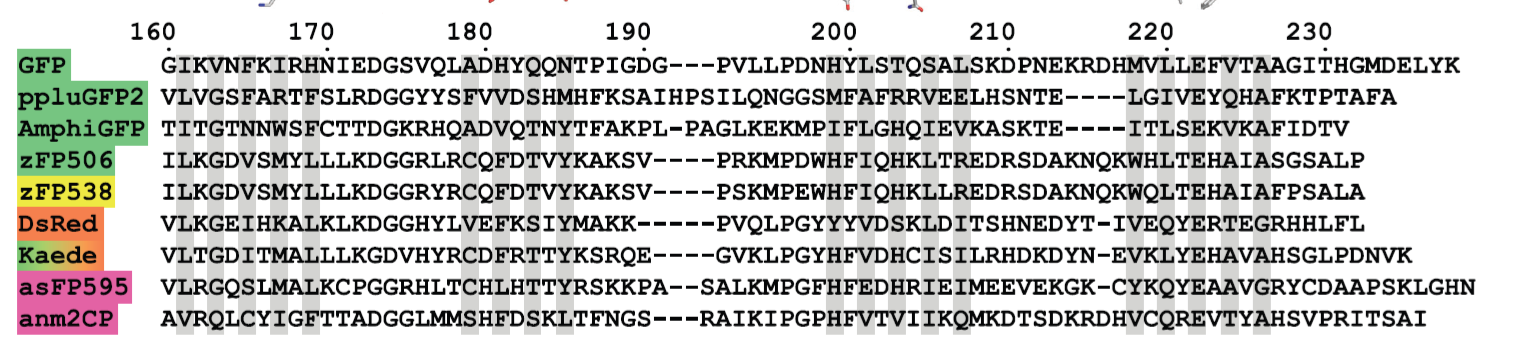 160 170 180 190 200 210 220 230
GFP GIKVNFKIRHNIEDGSVQLADHYQQNTPIGDG---PVLLPDNHYLSTQSALSKDPNEKRDHMVLLEFVTAAGITHGMDELYK
ppluGFP2 VLVGSFARTFSLRDGGYYSFVVDSHMHFKSAIHPSILQNGGSMFAFRRVEELHSNTE----LGIVEYQHAFKTPTAFA
AmphiGFP TITGTNNWSFCTTDGKRHQADVQTNYTFAKPL-PAGLKEKMPIFLGHQIEVKASKTE----ITLSEKVKAFIDTV
zFP506 ILKGDVSMYLLLKDGGRLRCQFDTVYKAKSV----PRKMPDWHFIQHKLTREDRSDAKNQKWHLTEHAIASGSALP
zFP538 ILKGDVSMYLLLKDGGRYRCQFDTVYKAKSV----PSKMPEWHFIQHKLLREDRSDAKNQKWQLTEHAIAFPSALA
DsRed VLKGEIHKALKLKDGGHYLVEFKSIYMAKK-----PVQLPGYYYVDSKLDITSHNEDYT-IVEQYERTEGRHHLFL
Kaede VLTGDITMALLLKGDVHYRCDFRTTYKSRQE----GVKLPGYHFVDHCISILRHDKDYN-EVKLYEHAVAHSGLPDNVK
asFP595 VLRGQSLMALKCPGGRHLTCHLHTTYRSKKPA--SALKMPGFHFEDHRIEIMEEVEKGK-CYKQYEAAVGRYCDAAPSKLGHN
anm2CP AVRQLCYIGFTTADGGLMMSHFDSKLTFNGS---RAIKIPGPHFVTVIIKQMKDTSDKRDHVCQREVTYAHSVPRITSAI